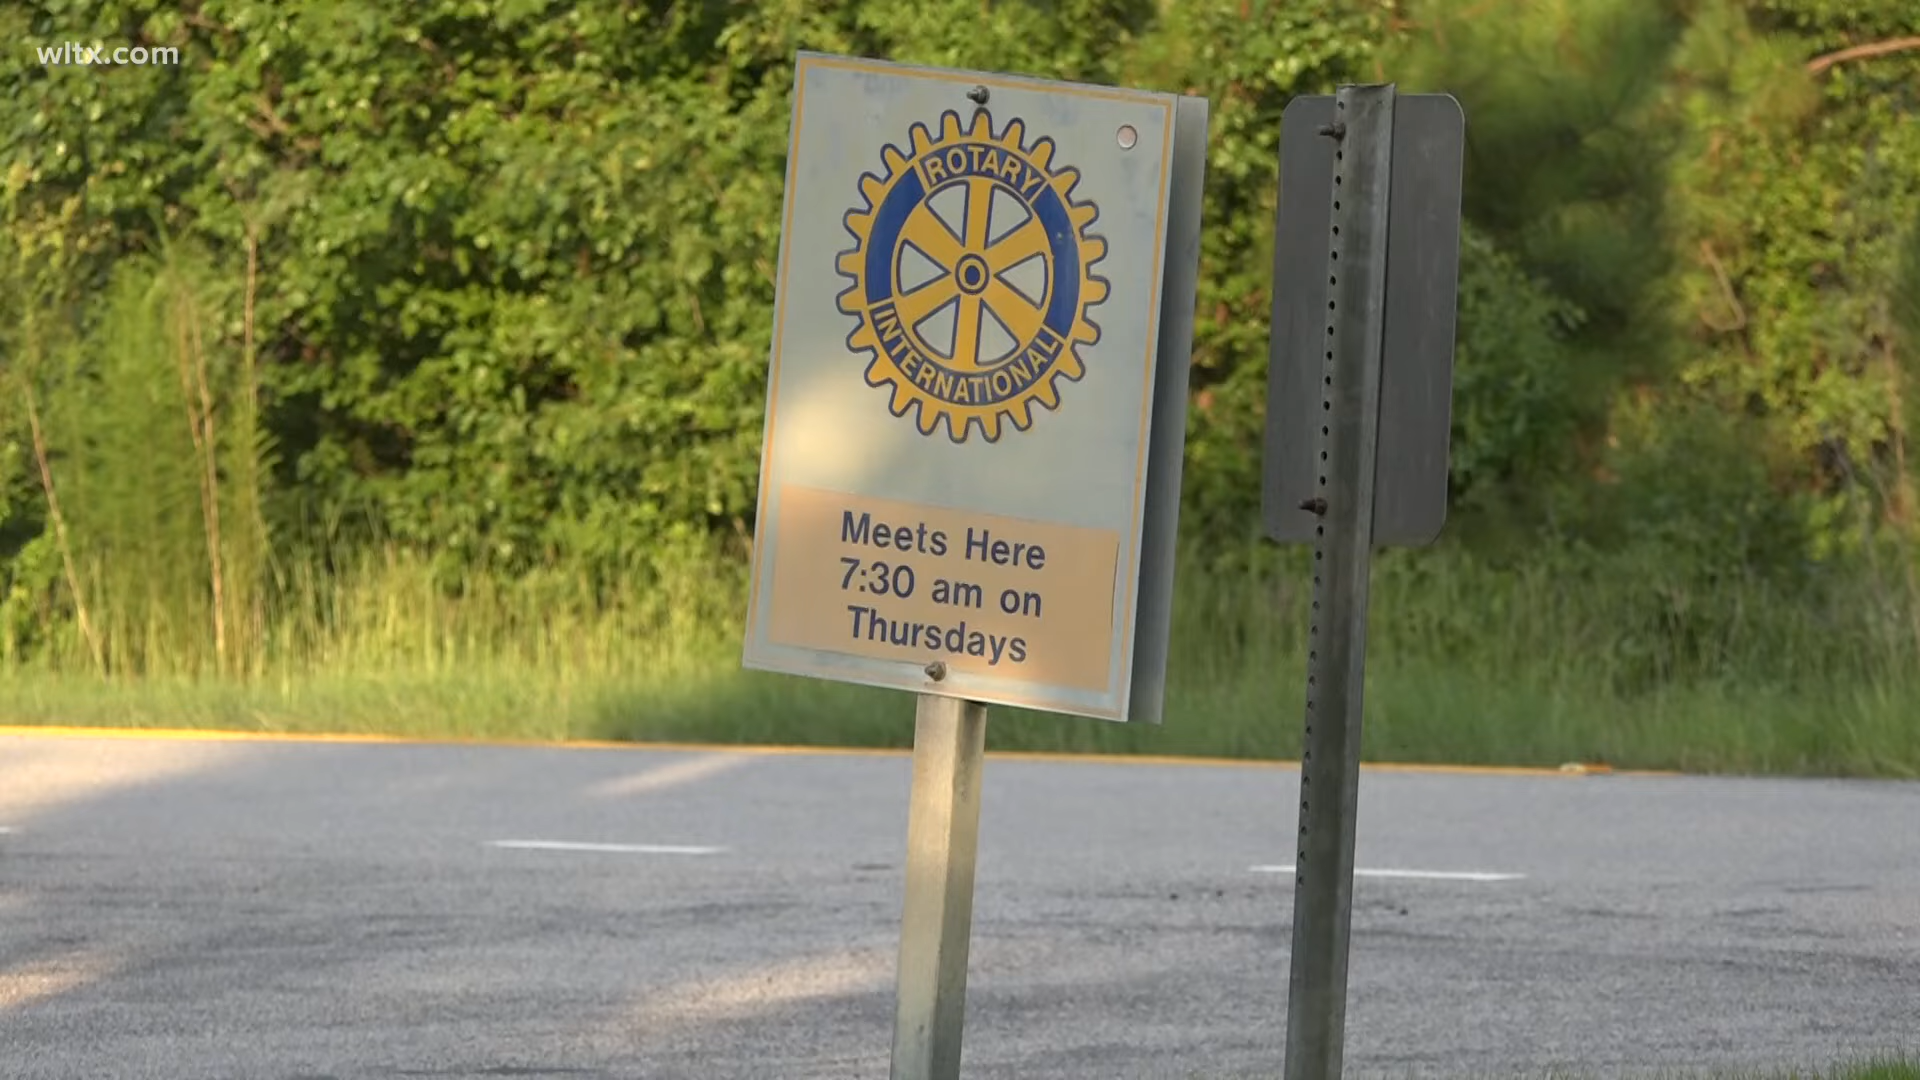 wltx.com
ROTARY
INTERNATIONAL
Meets Here
7:30 am on
Thursdays